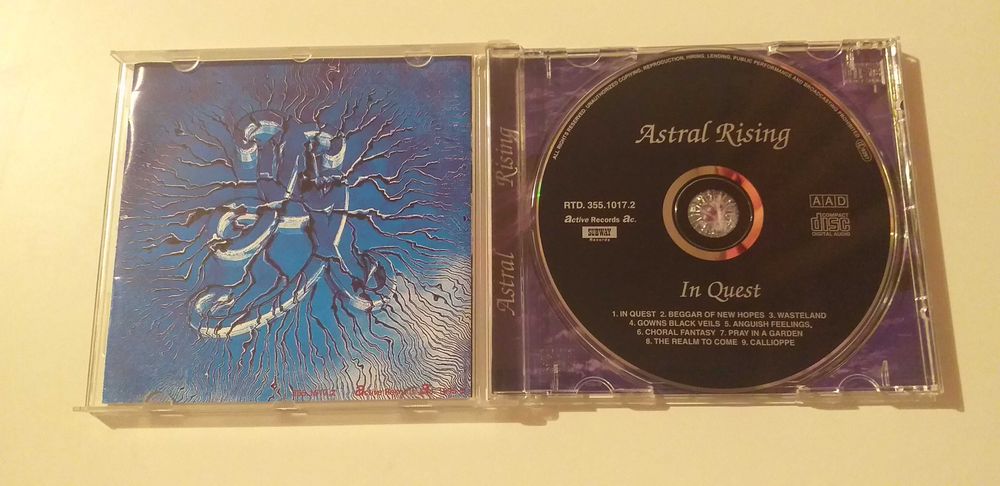 Astral Rising
ALL RIGHTS RESERVED. UNAUTHORIZED COPYING, REPRODUCTION, HIRING, LENDING, PUBLIC PERFORMANCE AND BROADCASTING PROHIBITED
Astral Rising
RTD. 355.1017.2
active Records ac.
SUBWAY
Records
AAD
COMPACT
disc
DIGITAL AUDIO
In Quest
1. IN QUEST 2. BEGGAR OF NEW HOPES 3. WASTELAND
4. GOWNS BLACK VEILS 5. ANGUISH FEELINGS,
6. CHORAL FANTASY 7. PRAY IN A GARDEN
8. THE REALM TO COME 9. CALLIOPPE